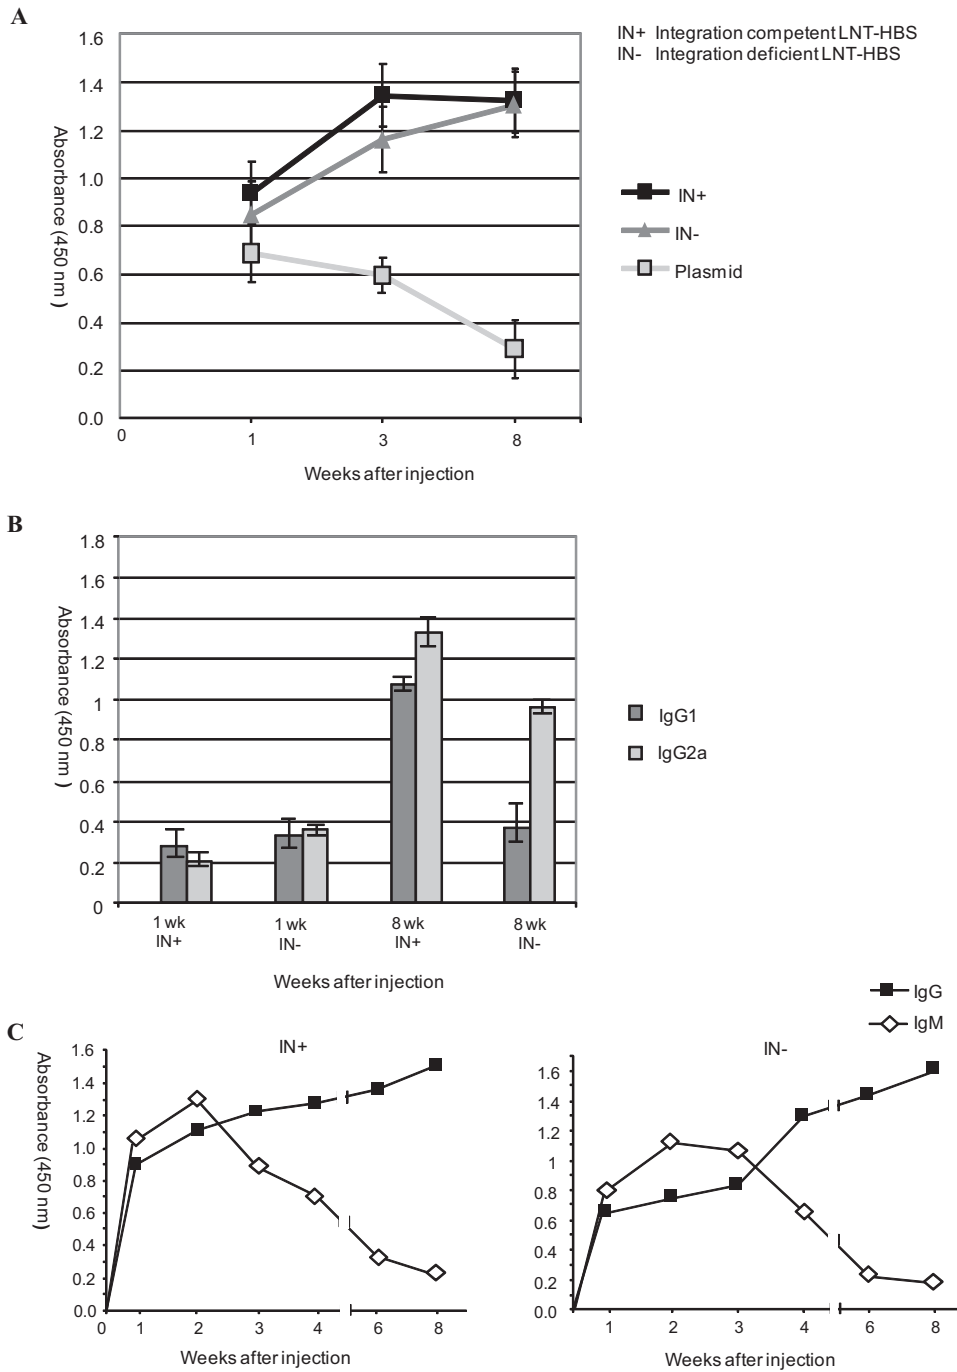 A
IN+ Integration competent LNT-HBS
IN- Integration deficient LNT-HBS
Absorbance (450 nm )
1.6
1.4
1.2
1.0
0.8
0.6
0.4
0.2
0.0
0 1 3 8
Weeks after injection
IN+
IN-
Plasmid
B
Absorbance (450 nm )
1.8
1.6
1.4
1.2
1
0.8
0.6
0.4
0.2
0
1 wk 1 wk 8 wk 8 wk
IN+ IN- IN+ IN-
Weeks after injection
IgG1
IgG2a
IgG
IgM
C
IN+
Absorbance (450 nm)
1.6
1.4
1.2
1.0
0.8
0.6
0.4
0.2
0.0
0 1 2 3 4 6 8
Weeks after injection
IN-
1.6
1.4
1.2
1
0.8
0.6
0.4
0.2
0.0
1 2 3 4 6 8
Weeks after injection